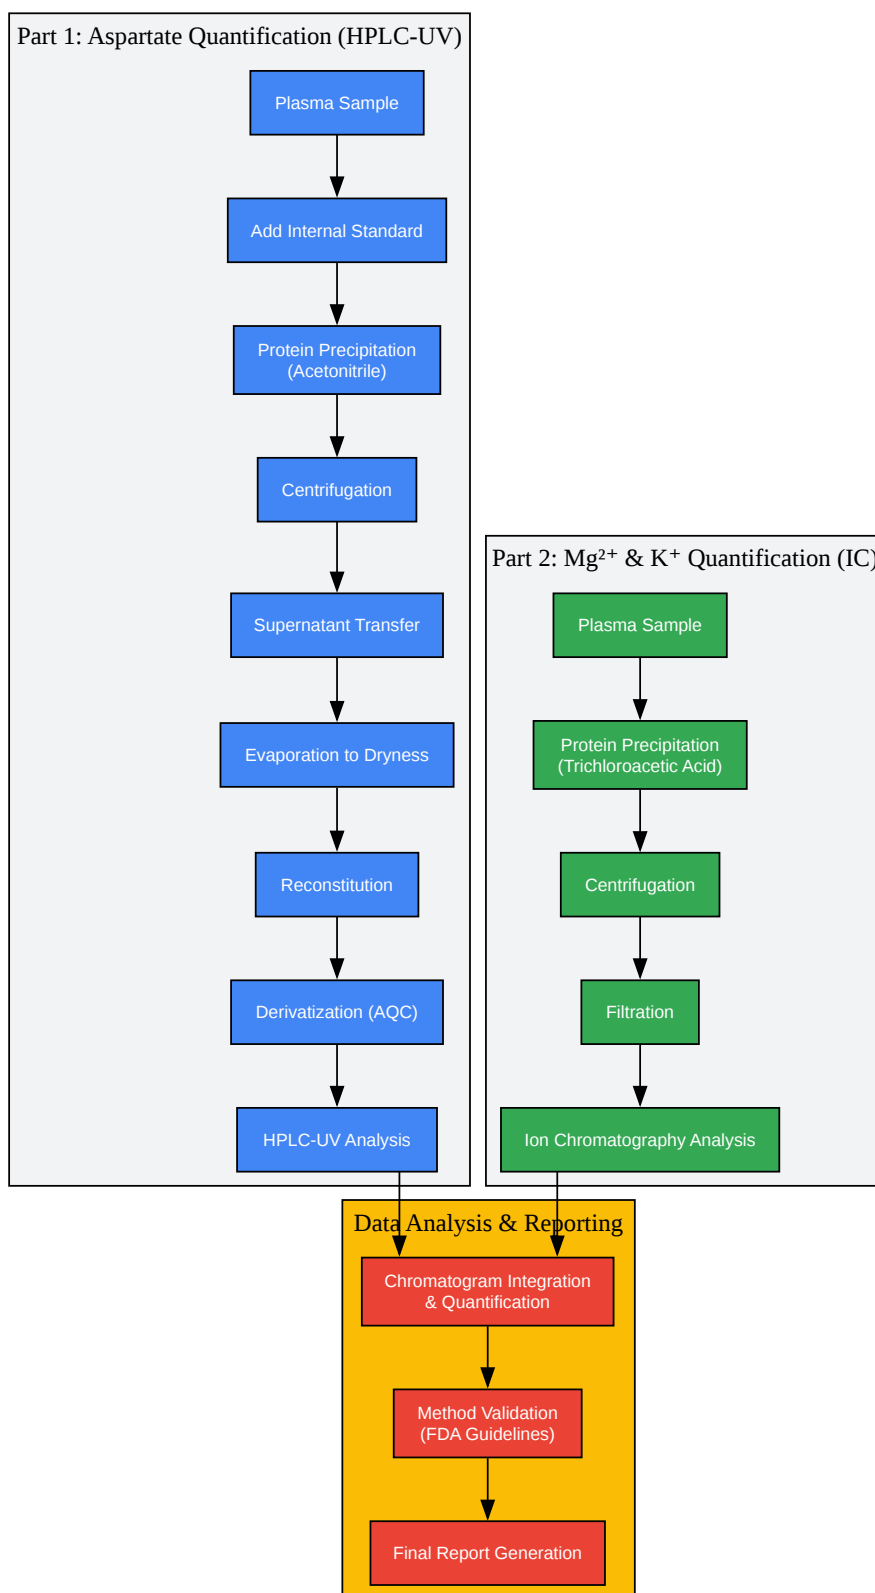 Part 1: Aspartate Quantification (HPLC-UV)
Plasma Sample
Add Internal Standard
Protein Precipitation
(Acetonitrile)
Centrifugation
Supernatant Transfer
Evaporation to Dryness
Reconstitution
Derivatization (AQC)
HPLC-UV Analysis
Part 2: Mg²⁺ & K⁺ Quantification (IC)
Plasma Sample
Protein Precipitation
(Trichloroacetic Acid)
Centrifugation
Filtration
Ion Chromatography Analysis
Data Analysis & Reporting
Chromatogram Integration
& Quantification
Method Validation
(FDA Guidelines)
Final Report Generation